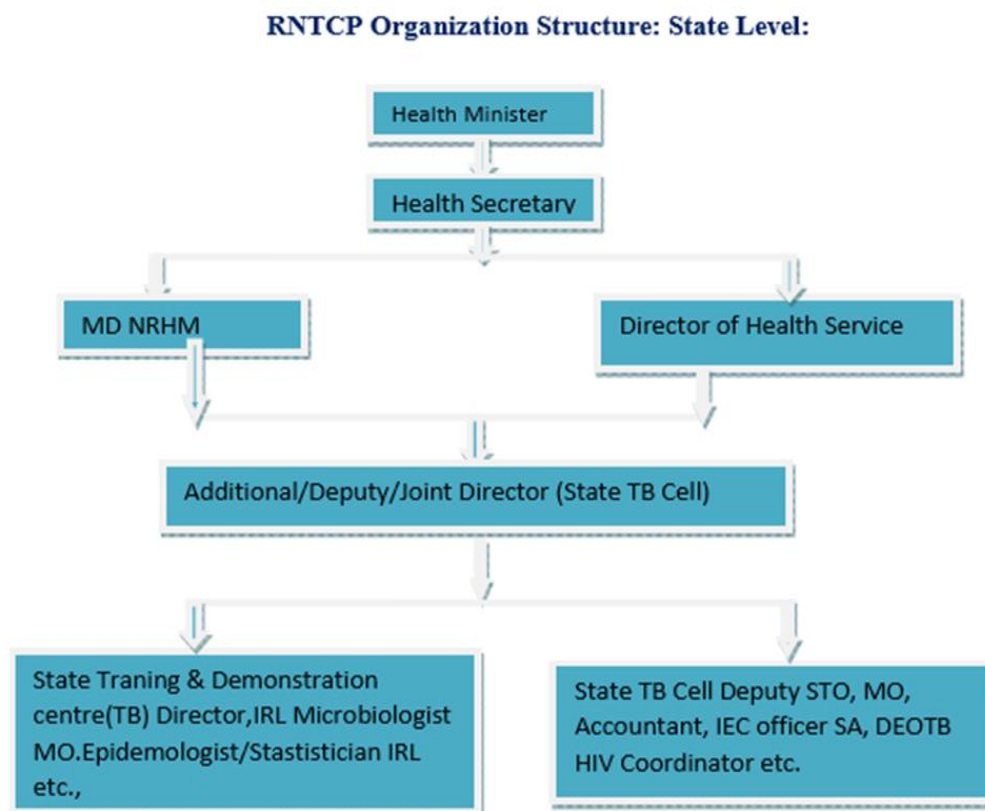 RNTCP Organization Structure: State Level:
Health Minister
Health Secretary
MD NRHM
Director of Health Service
Additional/Deputy/Joint Director (State TB Cell)
State Traning & Demonstration
centre(TB) Director,IRL Microbiologist
MO.Epidemologist/Stastistician IRL
etc.,
State TB Cell Deputy STO, MO,
Accountant, IEC officer SA, DEOTB
HIV Coordinator etc.